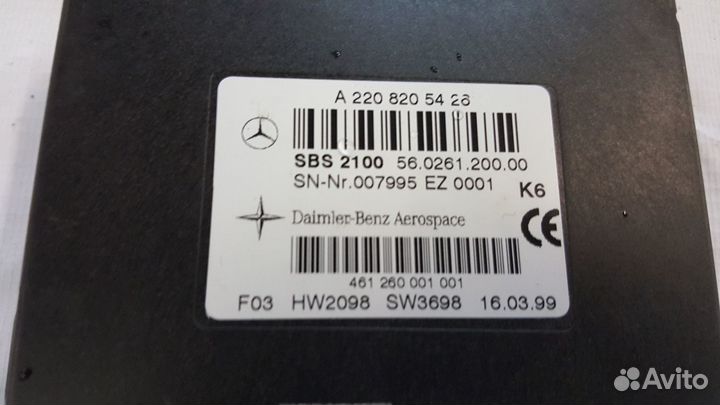 A 220 820 54 26
SBS 2100 56.0261.200.00
SN-Nr.007995 EZ 0001 K6
CE
Daimler-Benz Aerospace
461 260 001 001
F03 HW2098 SW3698 16.03.99
Avito